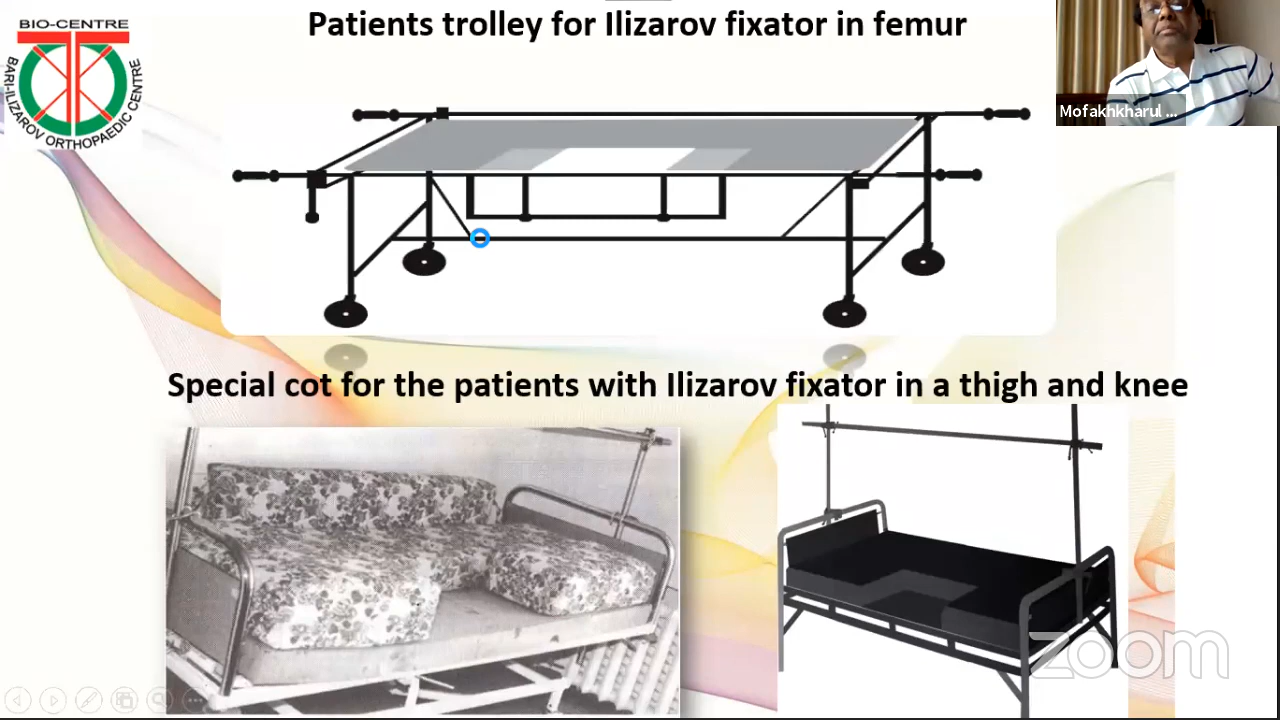 BIO-CENTRE
BARI-ILIZAROV ORTHOPAEDIC CENTRE
Patients trolley for Ilizarov fixator in femur
Mofakhkharul ...
Special cot for the patients with Ilizarov fixator in a thigh and knee
zoom